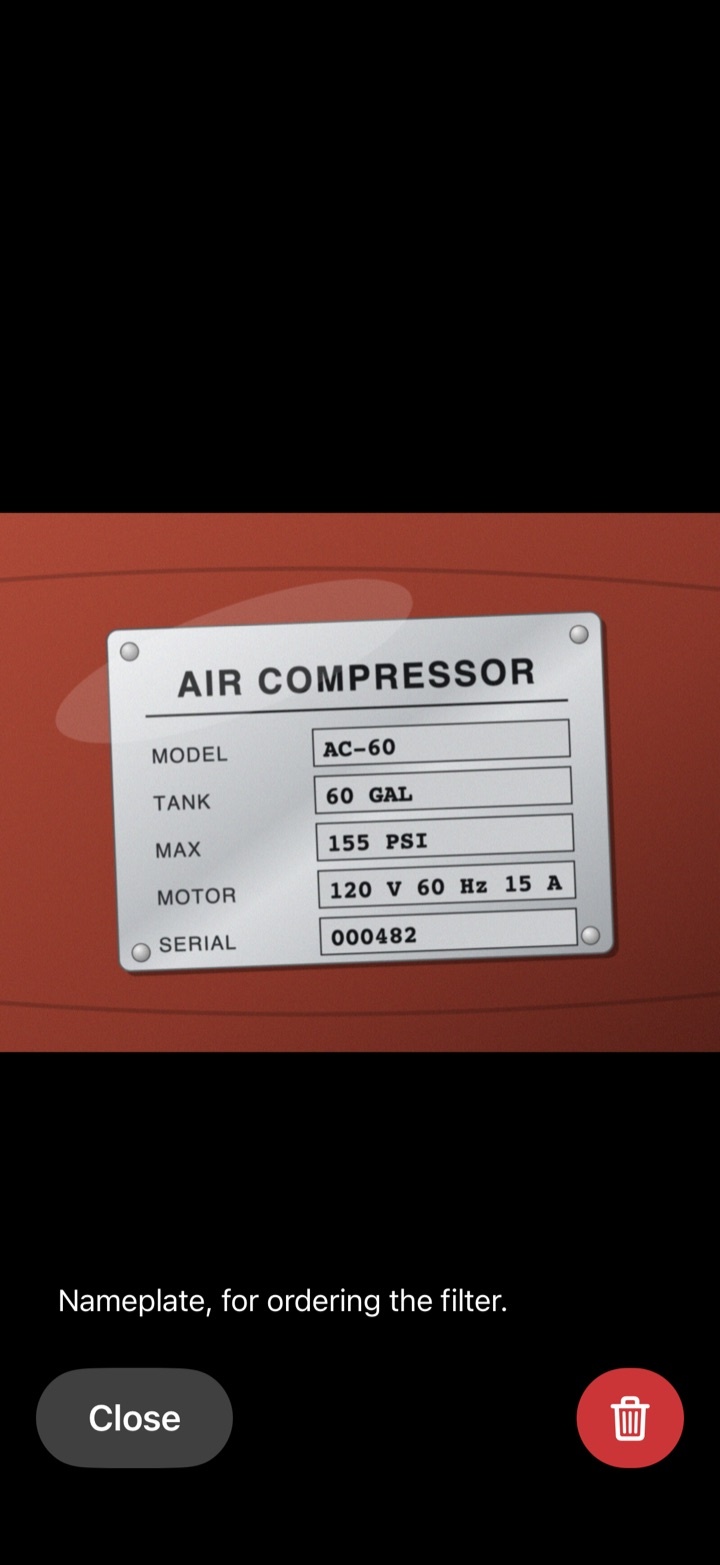 AIR COMPRESSOR
MODEL AC-60
TANK 60 GAL
MAX 155 PSI
MOTOR 120 V 60 Hz 15 A
SERIAL 000482
Nameplate, for ordering the filter.
Close